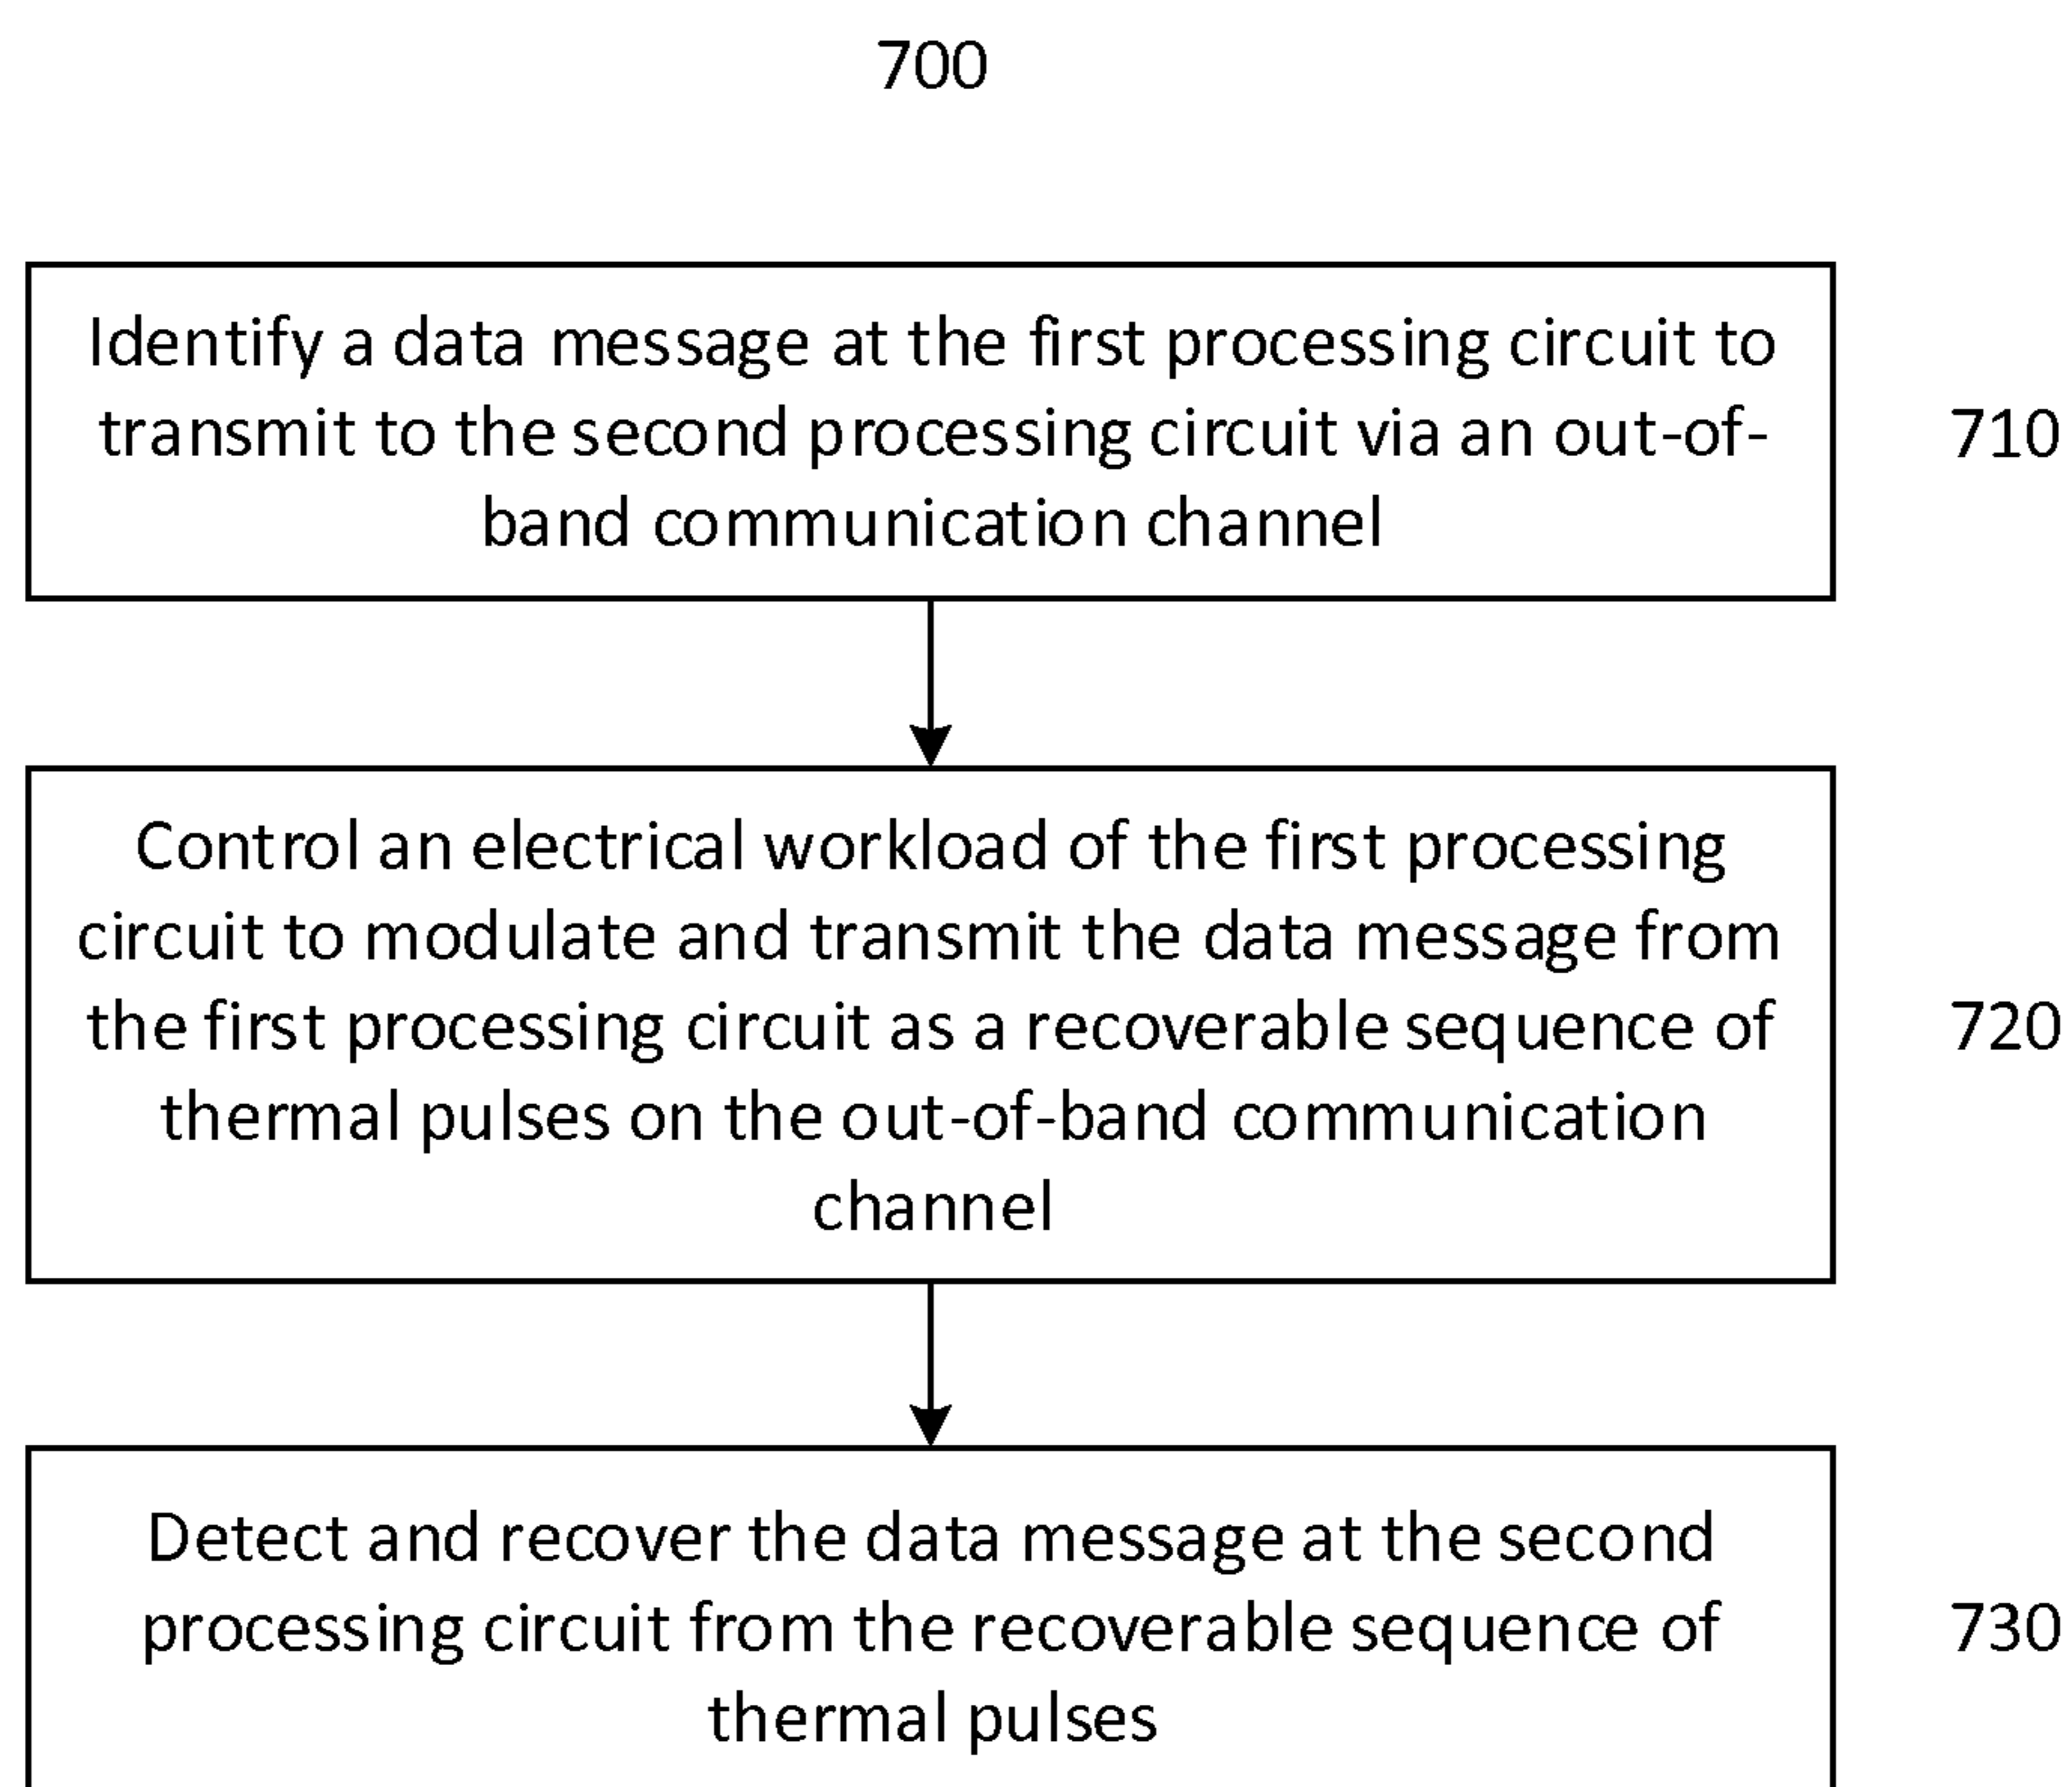 700
Identify a data message at the first processing circuit to
transmit to the second processing circuit via an out-of-
band communication channel
710
Control an electrical workload of the first processing
circuit to modulate and transmit the data message from
the first processing circuit as a recoverable sequence of
thermal pulses on the out-of-band communication
channel
720
Detect and recover the data message at the second
processing circuit from the recoverable sequence of
thermal pulses
730